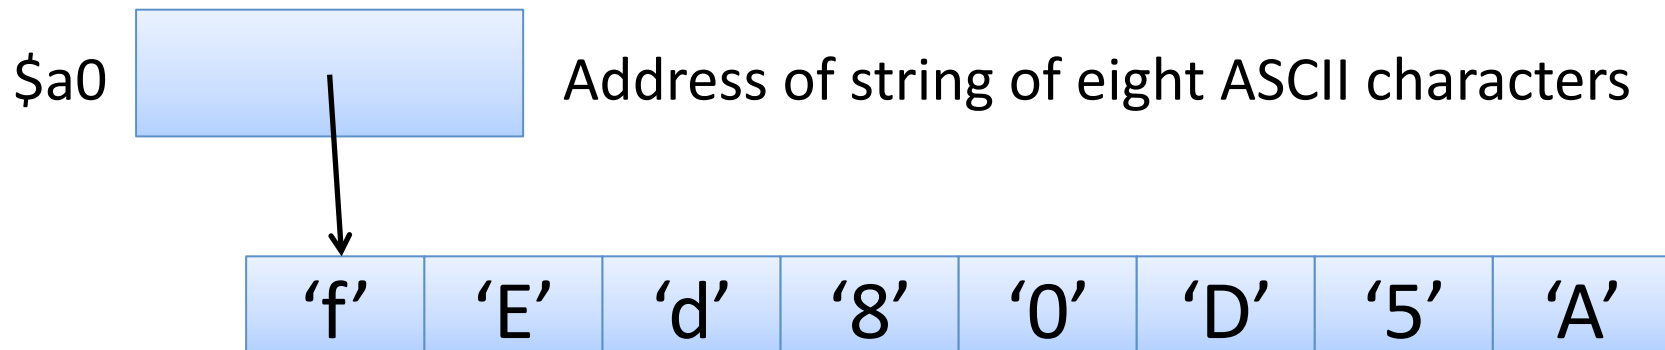 $a0 Address of string of eight ASCII characters
‘f’ ‘E’ ‘d’ ‘8’ ‘0’ ‘D’ ‘5’ ‘A’